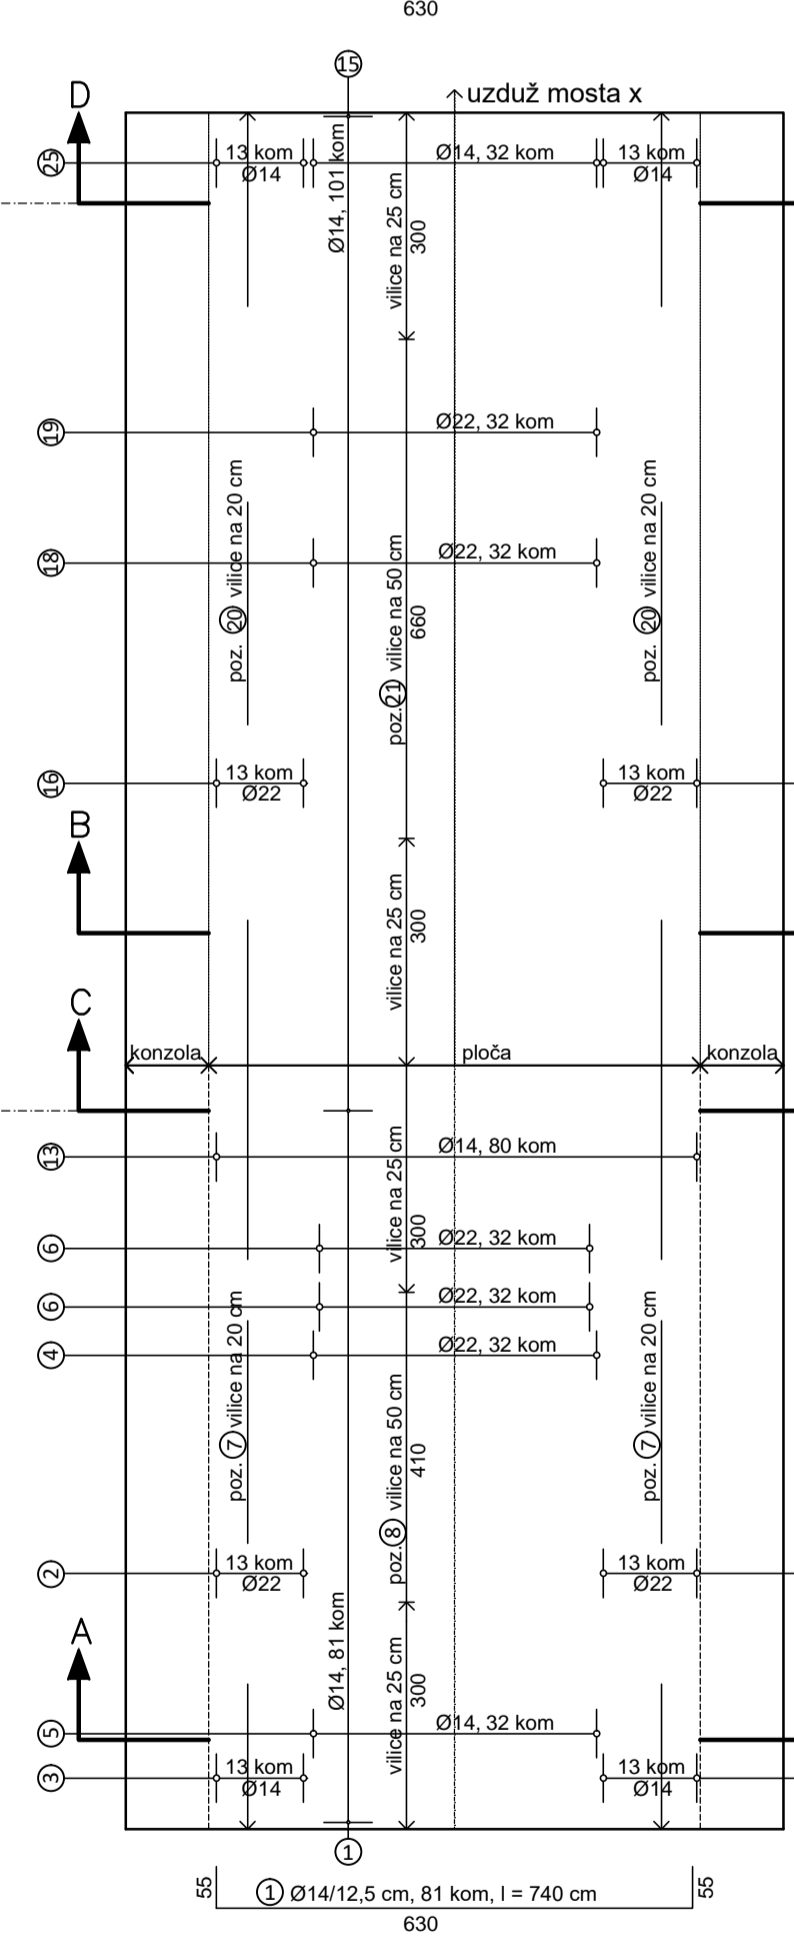 630
15
D
uzduž mosta x
25
13 kom
Ø14
Ø14, 101 kom
Ø14, 32 kom
13 kom
Ø14
vilice na 25 cm
300
19
Ø22, 32 kom
18
Ø22, 32 kom
poz. 20 vilice na 20 cm
poz. 21 vilice na 50 cm
660
poz. 20 vilice na 20 cm
16
13 kom
Ø22
13 kom
Ø22
B
vilice na 25 cm
300
C
konzola
ploča
konzola
13
Ø14, 80 kom
vilice na 25 cm
300
6
Ø22, 32 kom
6
Ø22, 32 kom
4
Ø22, 32 kom
poz. 7 vilice na 20 cm
poz. 8 vilice na 50 cm
410
poz. 7 vilice na 20 cm
2
13 kom
Ø22
13 kom
Ø22
A
Ø14, 81 kom
vilice na 25 cm
300
5
Ø14, 32 kom
3
13 kom
Ø14
13 kom
Ø14
1
55
1 Ø14/12,5 cm, 81 kom, l = 740 cm
55
630